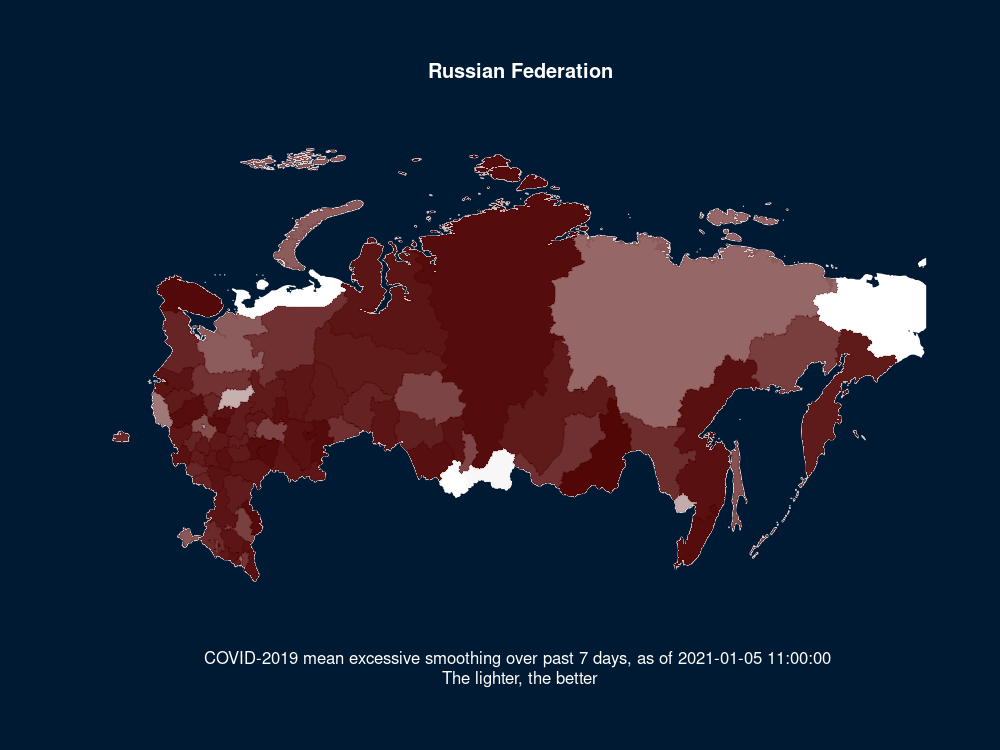 Russian Federation
COVID-2019 mean excessive smoothing over past 7 days, as of 2021-01-05 11:00:00
The lighter, the better